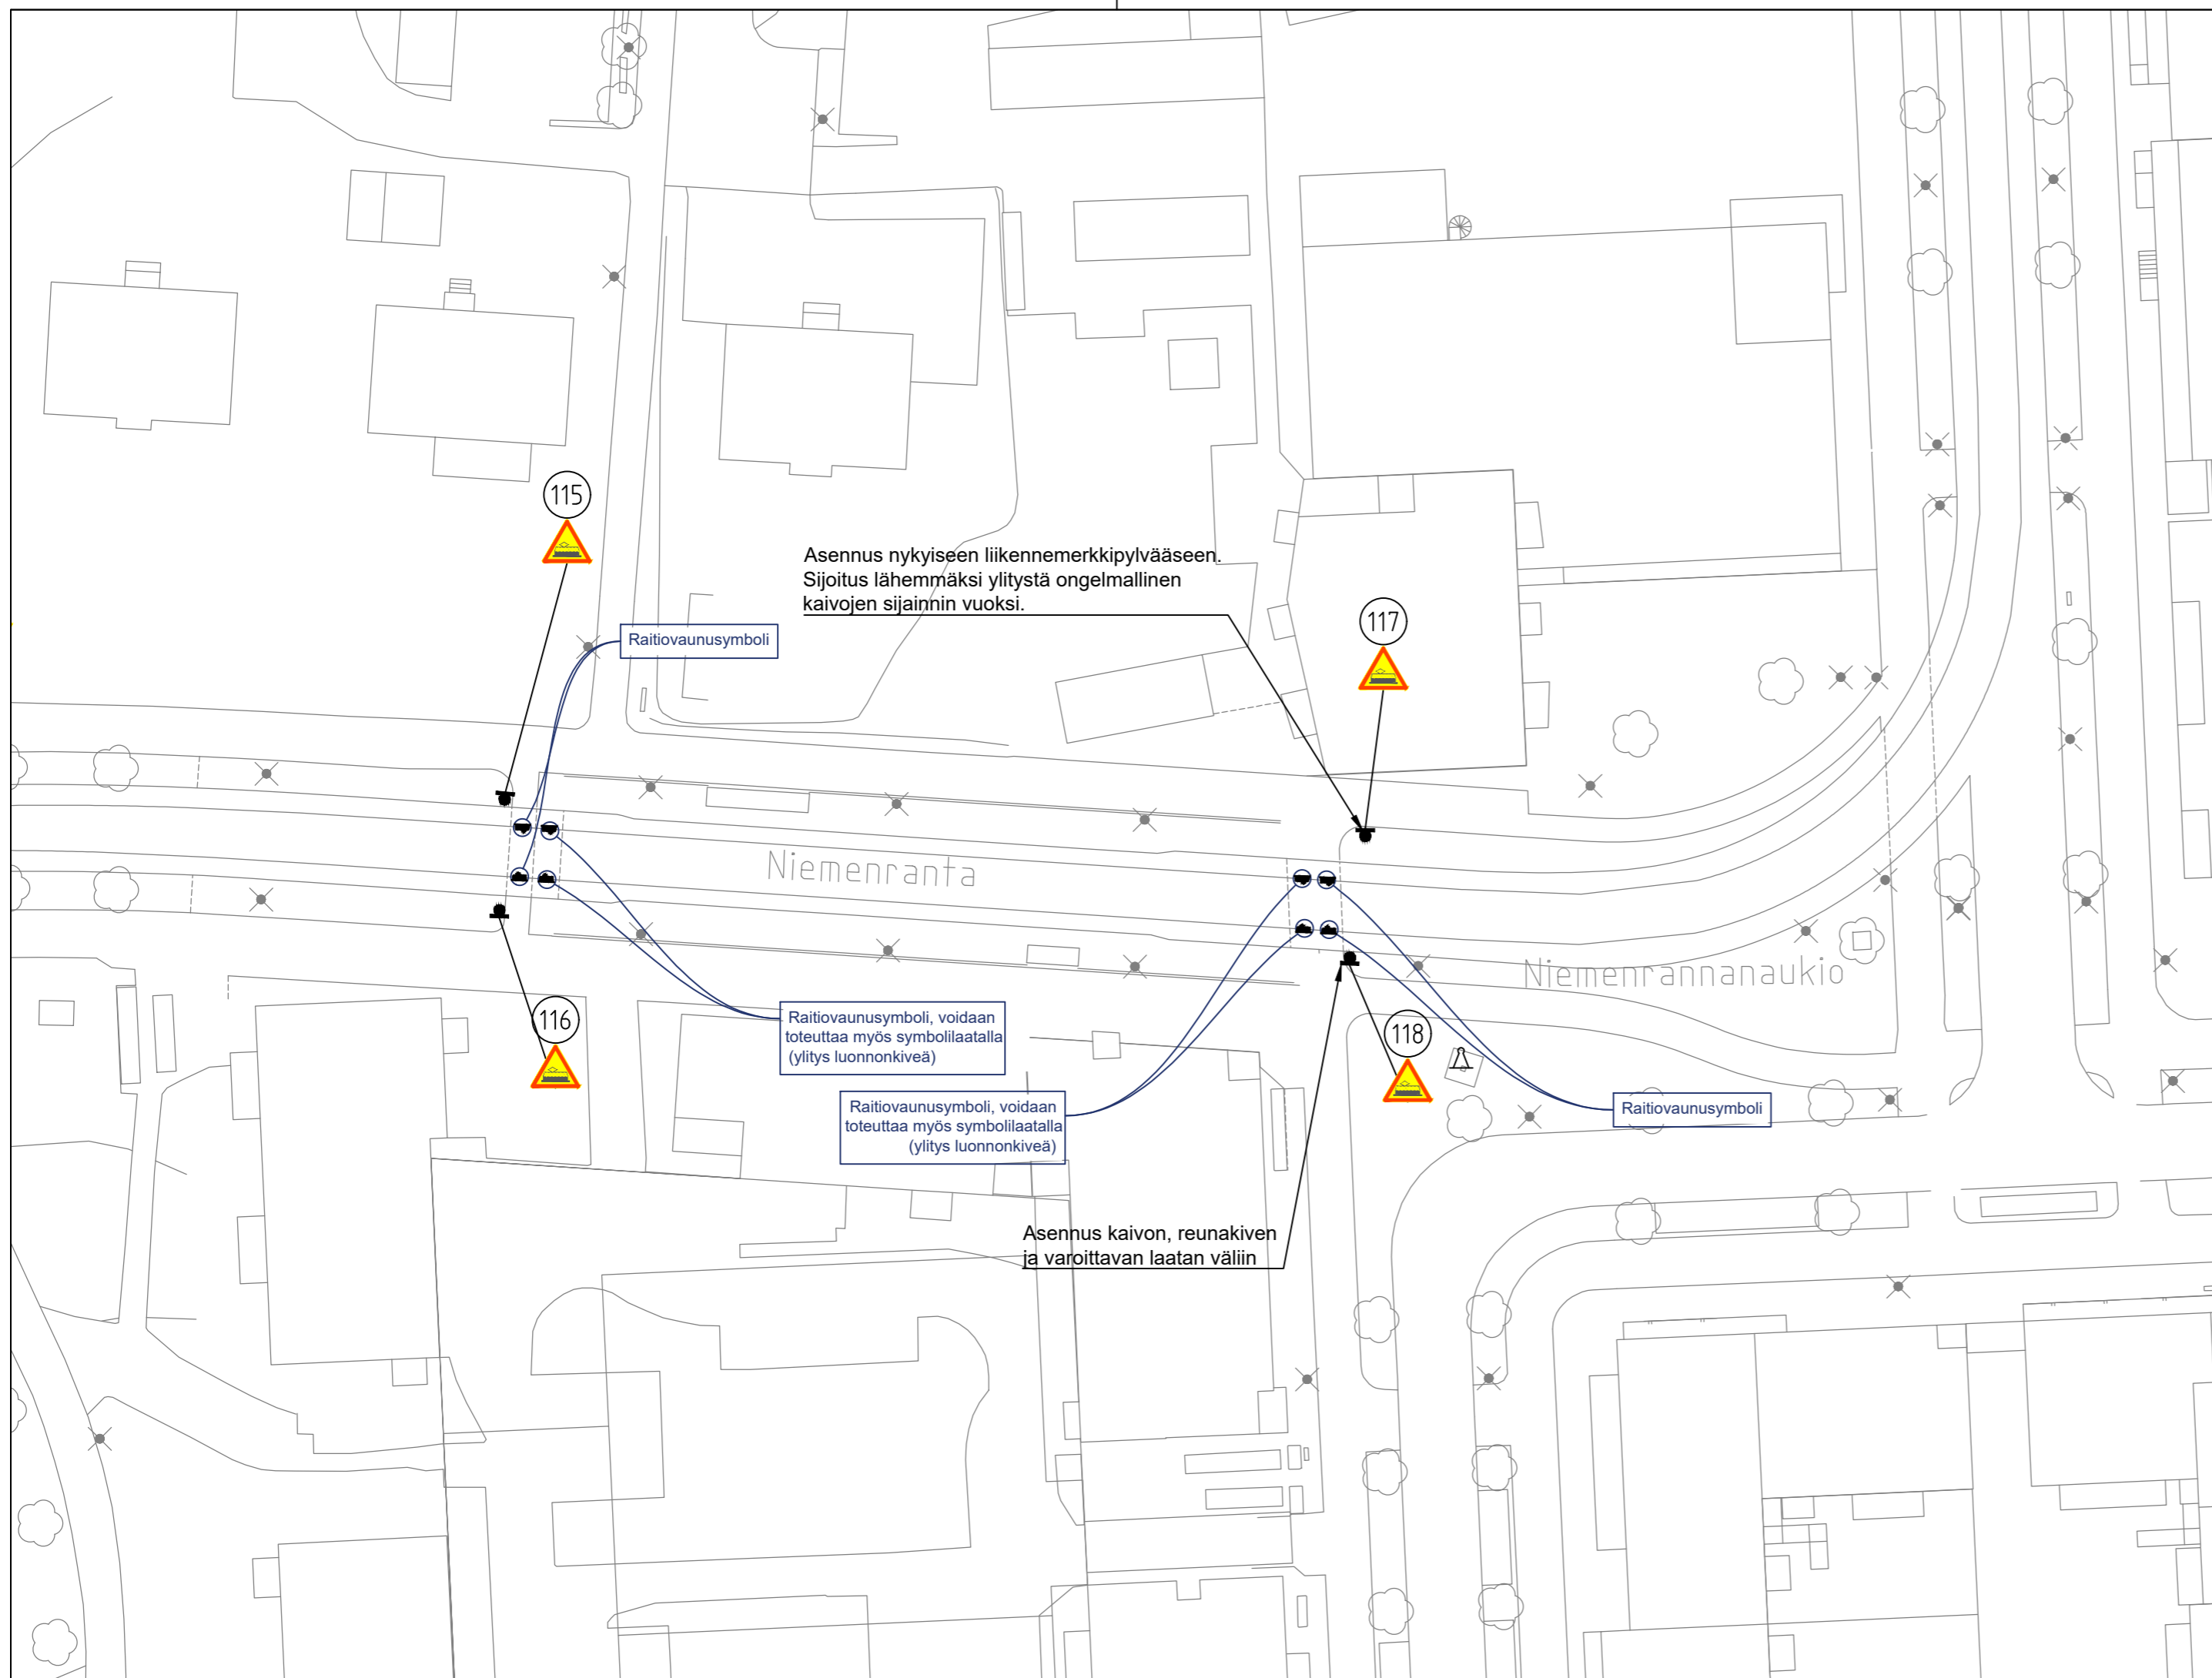 115
Asennus nykyiseen liikennemerkkipylvääseen.
Sijoitus lähemmäksi ylitystä ongelmallinen
kaivojen sijainnin vuoksi.
117
Raitiovaunusymboli
Niemenranta
Niemenrannanaukio
116
Raitiovaunusymboli, voidaan
toteuttaa myös symbolilaatalla
(ylitys luonnonkiveä)
118
Raitiovaunusymboli, voidaan
toteuttaa myös symbolilaatalla
(ylitys luonnonkiveä)
Raitiovaunusymboli
Asennus kaivon, reunakiven
ja varoittavan laatan väliin